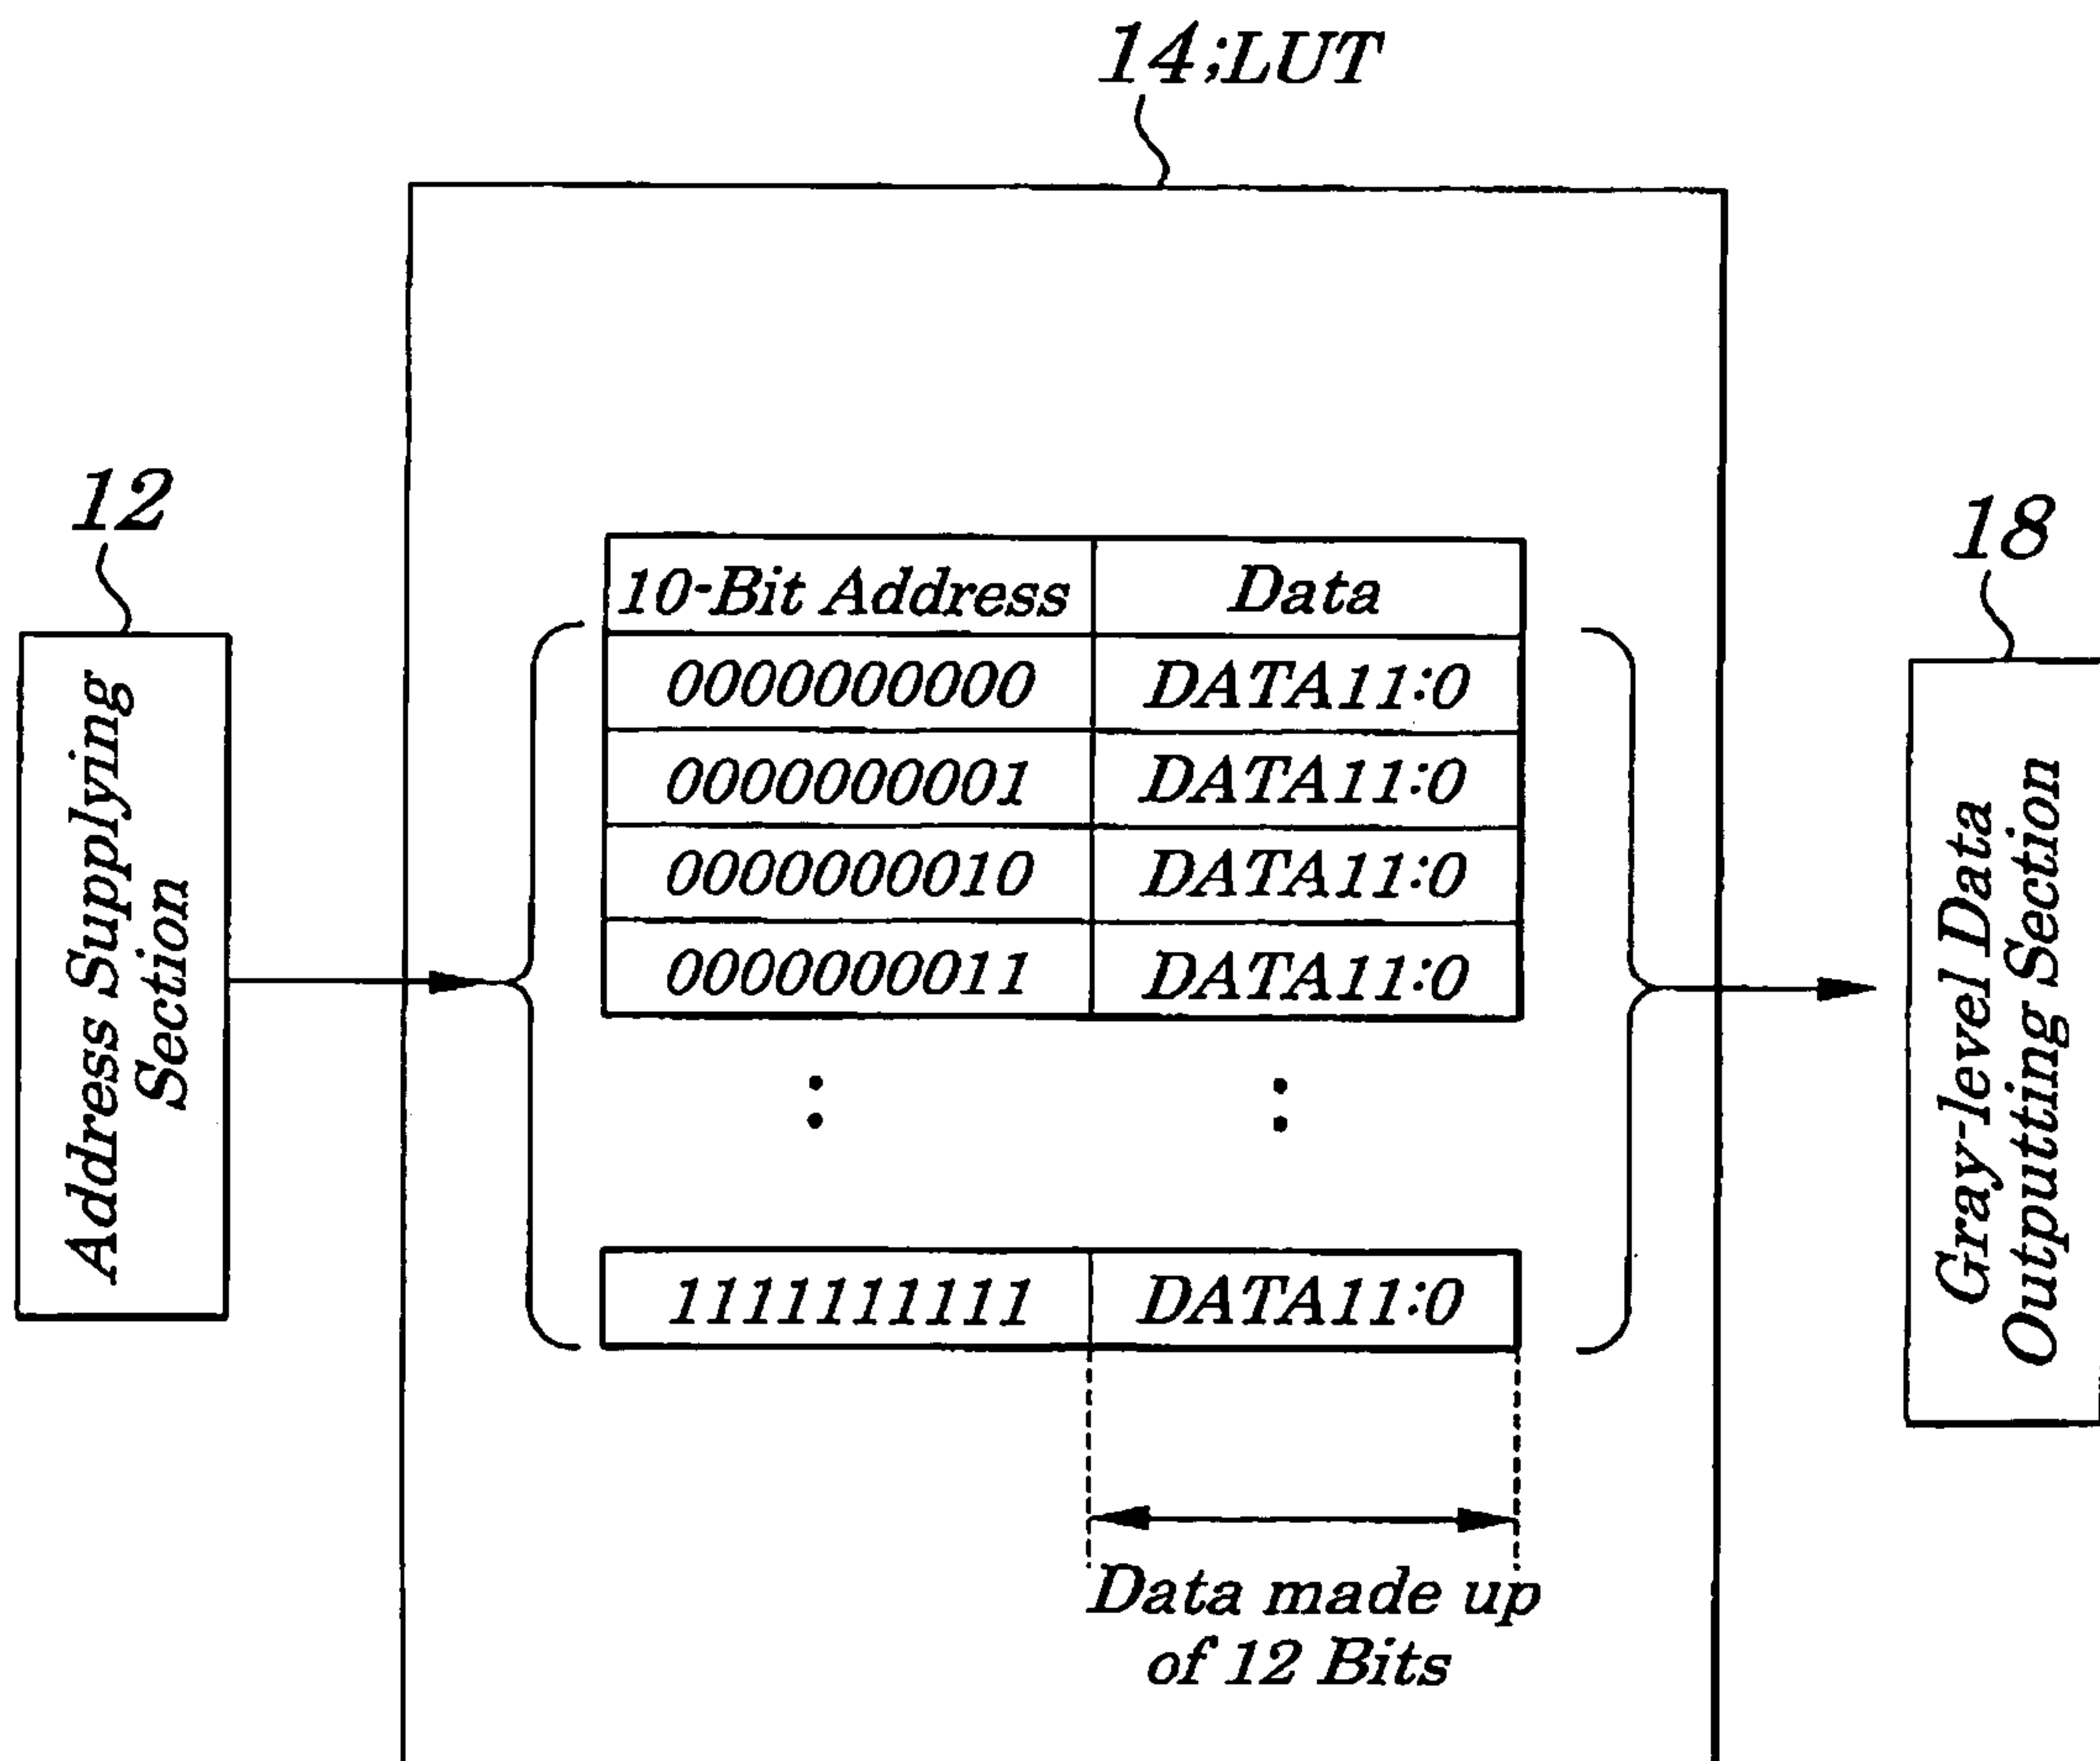 14;LUT
12
Address Supplying
Section
10-Bit Address Data
0000000000 DATA11:0
0000000001 DATA11:0
0000000010 DATA11:0
0000000011 DATA11:0
: :
1111111111 DATA11:0
Data made up
of 12 Bits
18
Gray-level Data
Outputting Section